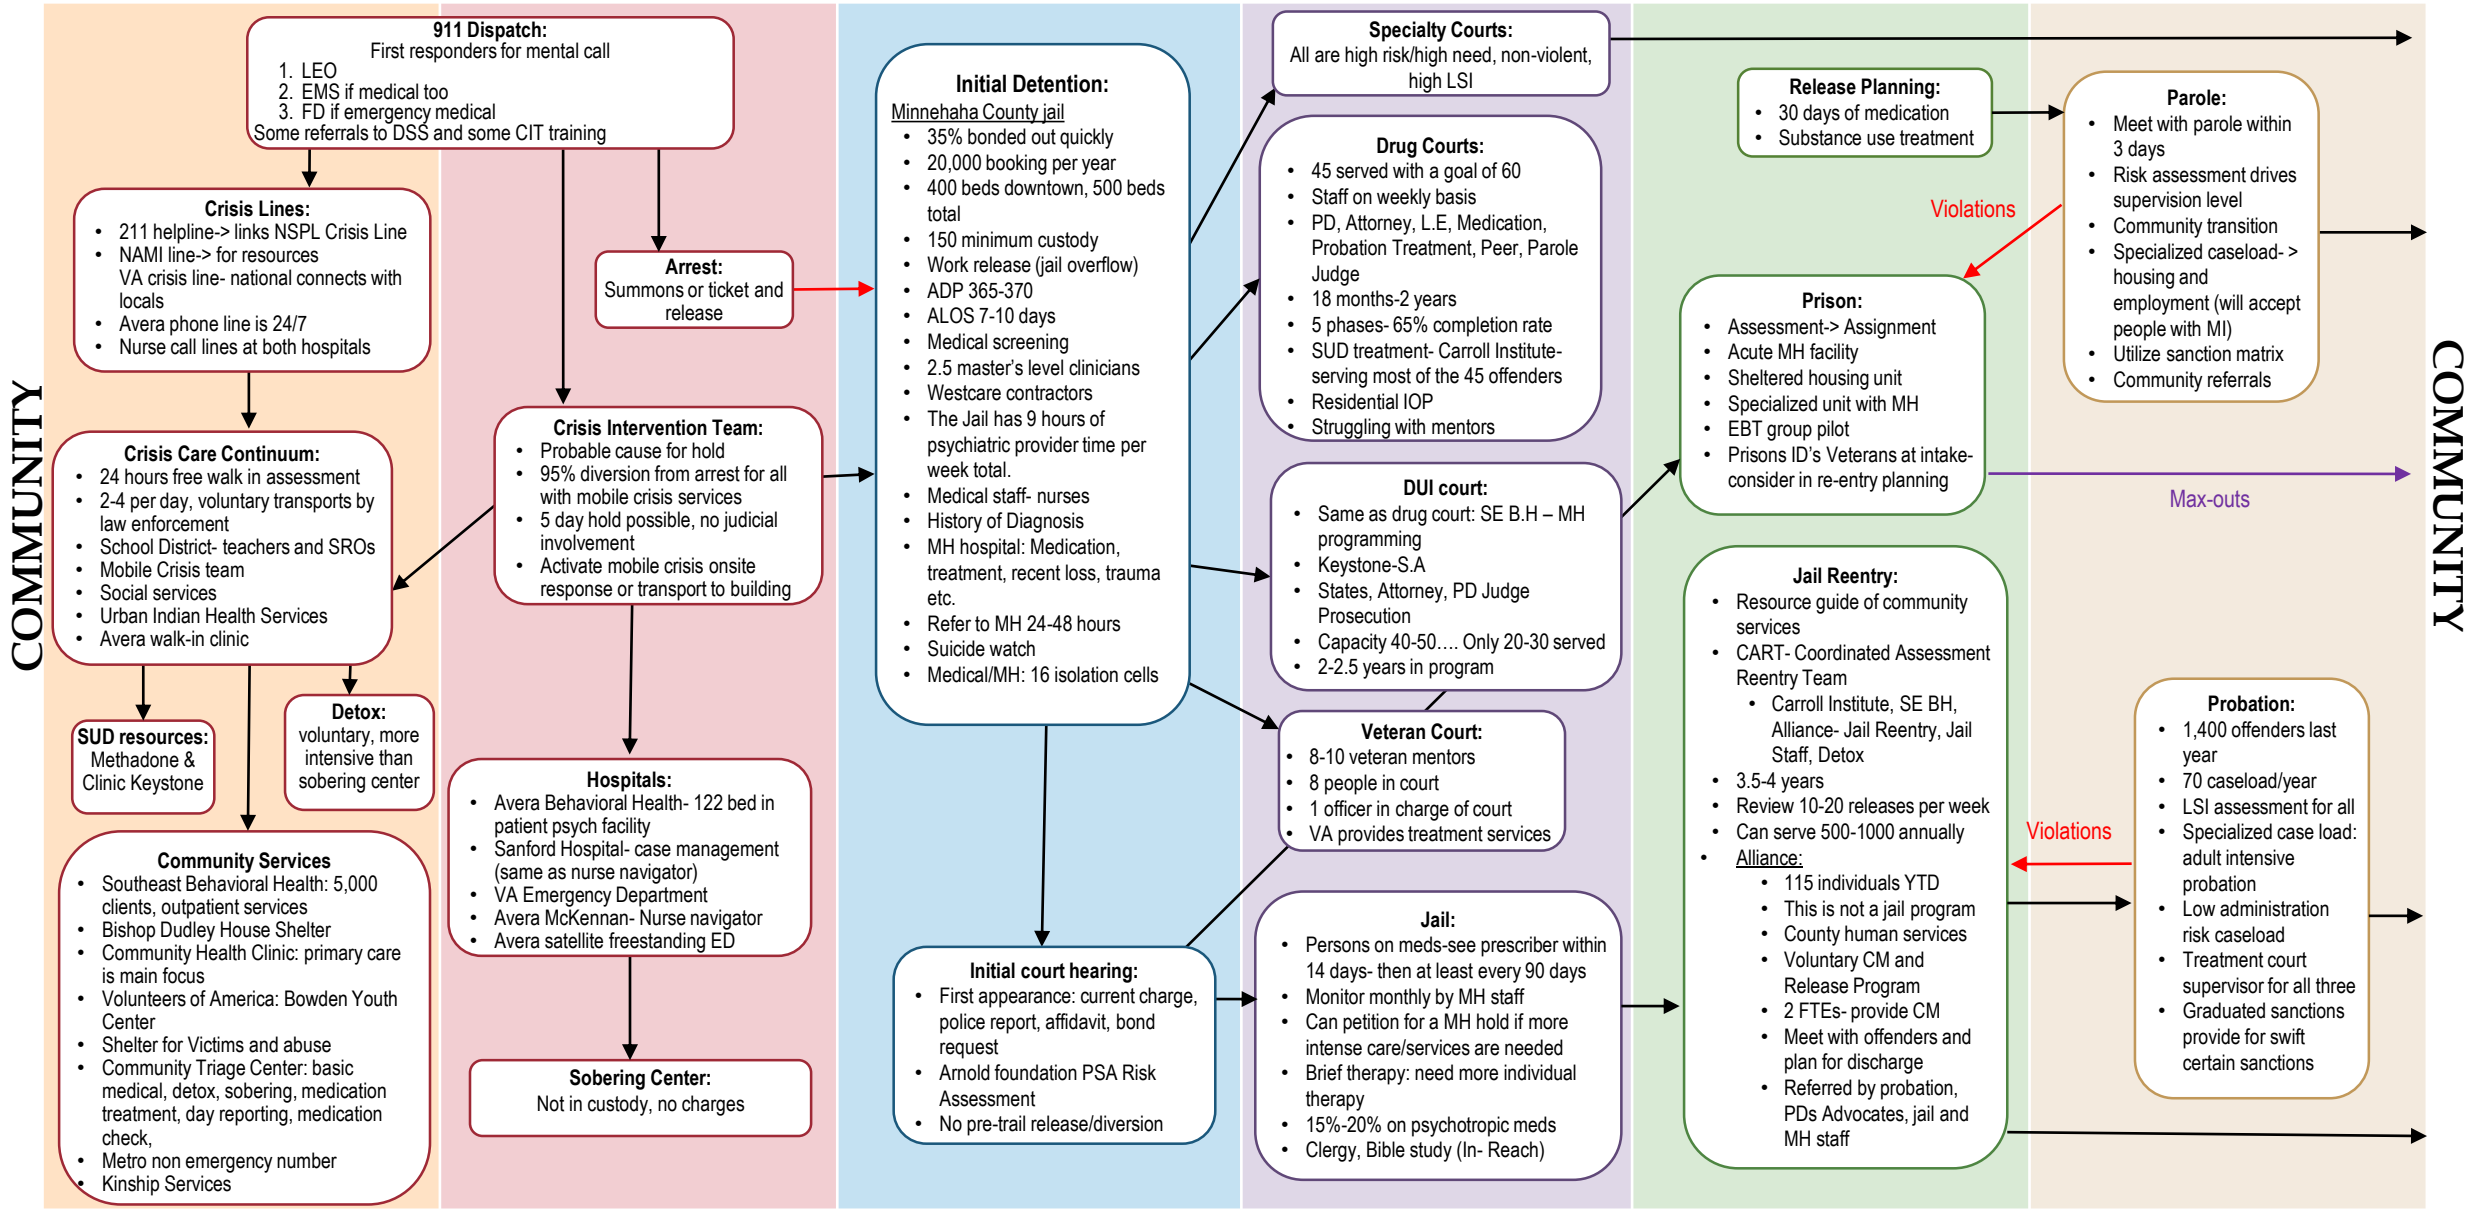 COMMUNITY
911 Dispatch:
First responders for mental call
1. LEO
2. EMS if medical too
3. FD if emergency medical
Some referrals to DSS and some CIT training
Crisis Lines:
• 211 helpline-> links NSPL Crisis Line
• NAMI line-> for resources
VA crisis line- national connects with
locals
• Avera phone line is 24/7
• Nurse call lines at both hospitals
Crisis Care Continuum:
• 24 hours free walk in assessment
• 2-4 per day, voluntary transports by
law enforcement
• School District- teachers and SROs
• Mobile Crisis team
• Social services
• Urban Indian Health Services
• Avera walk-in clinic
SUD resources:
Methadone &
Clinic Keystone
Detox:
voluntary, more
intensive than
sobering center
Community Services
• Southeast Behavioral Health: 5,000
clients, outpatient services
• Bishop Dudley House Shelter
• Community Health Clinic: primary care
is main focus
• Volunteers of America: Bowden Youth
Center
• Shelter for Victims and abuse
• Community Triage Center: basic
medical, detox, sobering, medication
treatment, day reporting, medication
check,
• Metro non emergency number
• Kinship Services
Arrest:
Summons or ticket and
release
Crisis Intervention Team:
• Probable cause for hold
• 95% diversion from arrest for all
with mobile crisis services
• 5 day hold possible, no judicial
involvement
• Activate mobile crisis onsite
response or transport to building
Hospitals:
• Avera Behavioral Health- 122 bed in
patient psych facility
• Sanford Hospital- case management
(same as nurse navigator)
• VA Emergency Department
• Avera McKennan- Nurse navigator
• Avera satellite freestanding ED
Sobering Center:
Not in custody, no charges
Initial Detention:
Minnehaha County jail
• 35% bonded out quickly
• 20,000 booking per year
• 400 beds downtown, 500 beds
total
• 150 minimum custody
• Work release (jail overflow)
• ADP 365-370
• ALOS 7-10 days
• Medical screening
• 2.5 master's level clinicians
• Westcare contractors
• The Jail has 9 hours of
psychiatric provider time per
week total.
• Medical staff- nurses
• History of Diagnosis
• MH hospital: Medication,
treatment, recent loss, trauma
etc.
• Refer to MH 24-48 hours
• Suicide watch
• Medical/MH: 16 isolation cells
Initial court hearing:
• First appearance: current charge,
police report, affidavit, bond
request
• Arnold foundation PSA Risk
Assessment
• No pre-trail release/diversion
Specialty Courts:
All are high risk/high need, non-violent,
high LSI
Drug Courts:
• 45 served with a goal of 60
• Staff on weekly basis
• PD, Attorney, L.E, Medication,
Probation Treatment, Peer, Parole
Judge
• 18 months-2 years
• 5 phases- 65% completion rate
• SUD treatment- Carroll Institute-
serving most of the 45 offenders
• Residential IOP
• Struggling with mentors
DUI court:
• Same as drug court: SE B.H – MH
programming
• Keystone-S.A
• States, Attorney, PD Judge
Prosecution
• Capacity 40-50…. Only 20-30 served
• 2-2.5 years in program
Veteran Court:
• 8-10 veteran mentors
• 8 people in court
• 1 officer in charge of court
• VA provides treatment services
Jail:
• Persons on meds-see prescriber within
14 days- then at least every 90 days
• Monitor monthly by MH staff
• Can petition for a MH hold if more
intense care/services are needed
• Brief therapy: need more individual
therapy
• 15%-20% on psychotropic meds
• Clergy, Bible study (In- Reach)
Release Planning:
• 30 days of medication
• Substance use treatment
Violations
Prison:
• Assessment-> Assignment
• Acute MH facility
• Sheltered housing unit
• Specialized unit with MH
• EBT group pilot
• Prisons ID's Veterans at intake-
consider in re-entry planning
Max-outs
Jail Reentry:
• Resource guide of community
services
• CART- Coordinated Assessment
Reentry Team
• Carroll Institute, SE BH,
Alliance- Jail Reentry, Jail
Staff, Detox
• 3.5-4 years
• Review 10-20 releases per week
• Can serve 500-1000 annually
• Alliance:
• 115 individuals YTD
• This is not a jail program
• County human services
• Voluntary CM and
Release Program
• 2 FTEs- provide CM
• Meet with offenders and
plan for discharge
• Referred by probation,
PDs Advocates, jail and
MH staff
Parole:
• Meet with parole within
3 days
• Risk assessment drives
supervision level
• Community transition
• Specialized caseload- >
housing and
employment (will accept
people with MI)
• Utilize sanction matrix
• Community referrals
Violations
Probation:
• 1,400 offenders last
year
• 70 caseload/year
• LSI assessment for all
• Specialized case load:
adult intensive
probation
• Low administration
risk caseload
• Treatment court
supervisor for all three
• Graduated sanctions
provide for swift
certain sanctions
COMMUNITY